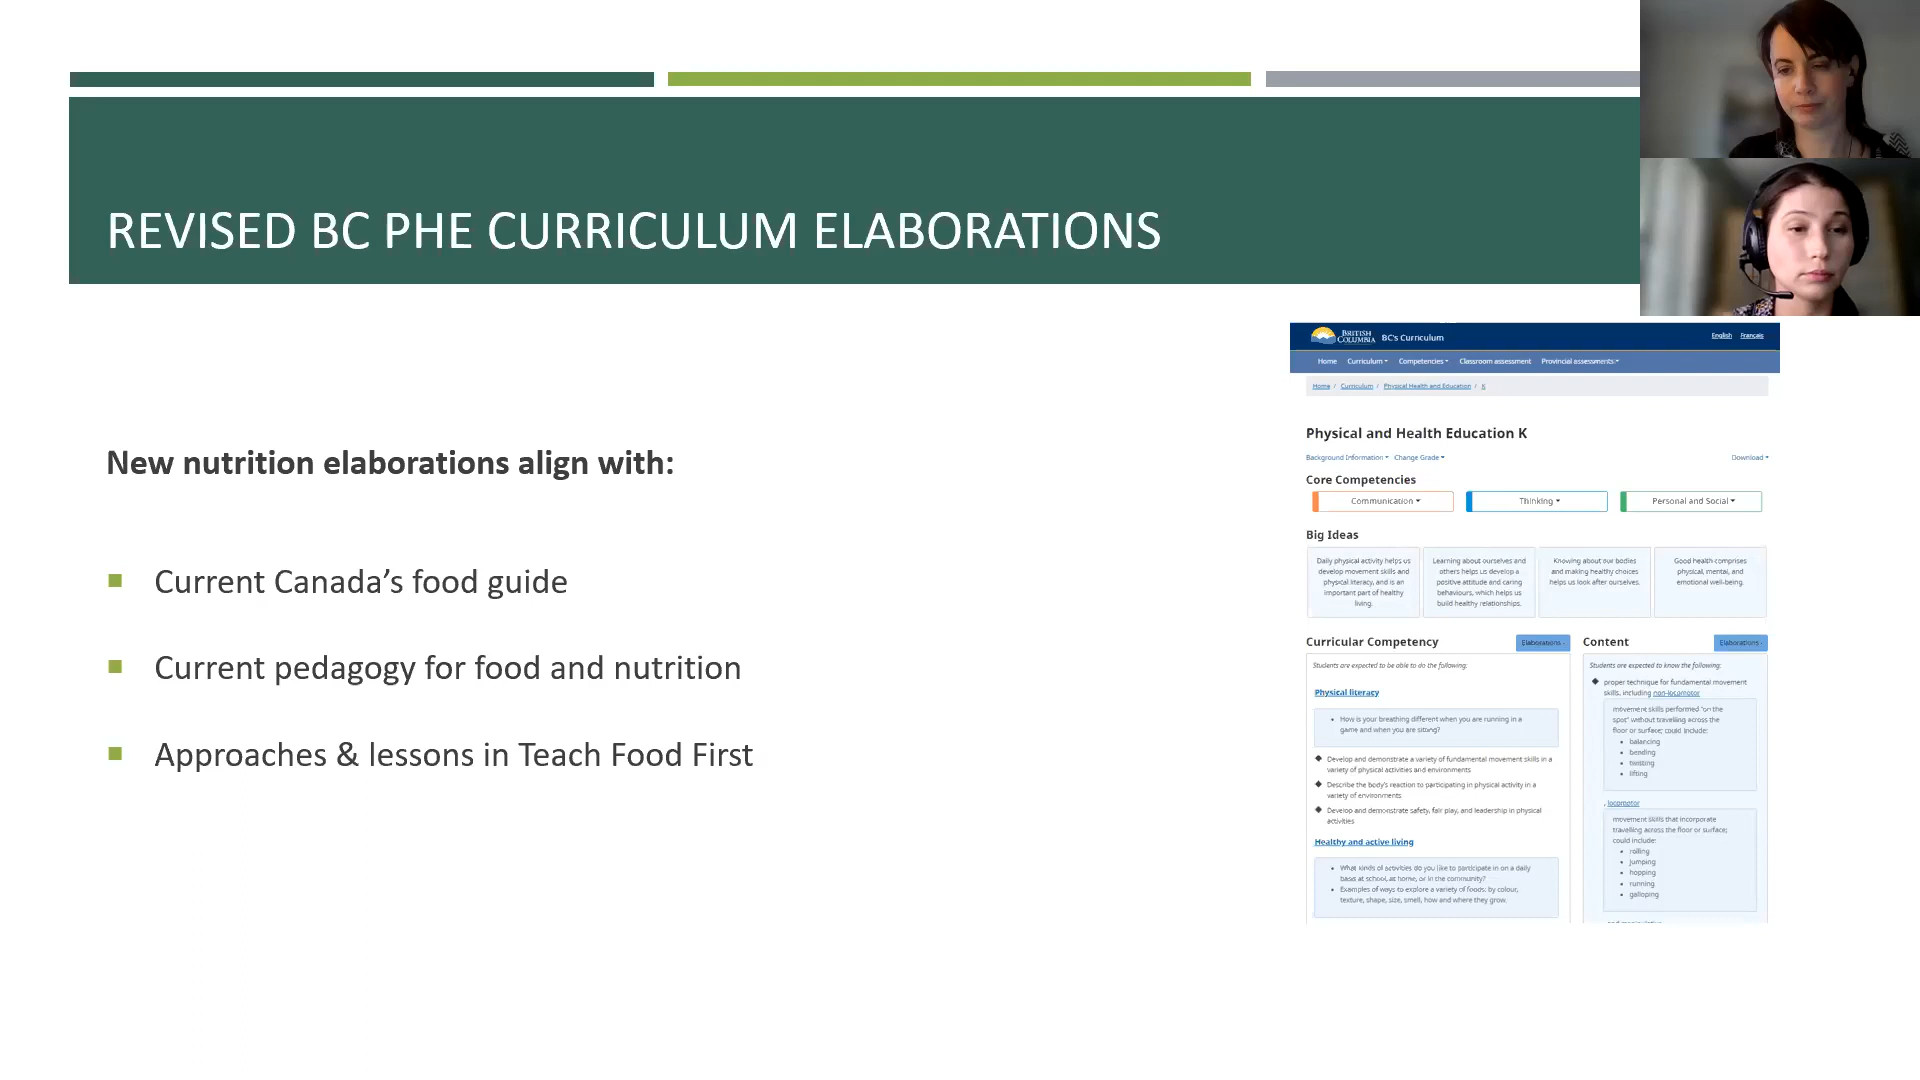 REVISED BC PHE CURRICULUM ELABORATIONS
New nutrition elaborations align with:
Current Canada's food guide
Current pedagogy for food and nutrition
Approaches & lessons in Teach Food First
BRITISH
COLUMBIA
BC's Curriculum
English Français
Home Curriculum Competencies Classroom assessment Provincial assessments
Home / Curriculum / Physical Health and Education / K
Physical and Health Education K
Background Information Change Grade Download
Core Competencies
Communication Thinking Personal and Social
Big Ideas
Daily physical activity helps us
develop movement skills and
physical literacy, and is an
important part of healthy
living.
Learning about ourselves and
others helps us develop a
positive attitude and caring
behaviours, which helps us
build healthy relationships.
Knowing about our bodies
and making healthy choices
helps us look after ourselves.
Good health comprises
physical, mental, and
emotional well-being.
Curricular Competency Elaborations -
Students are expected to be able to do the following:
Physical literacy
How is your breathing different when you are running in a
game and when you are sitting?
Develop and demonstrate a variety of fundamental movement skills in a
variety of physical activities and environments
Describe the body's reaction to participating in physical activity in a
variety of environments
Develop and demonstrate safety, fair play, and leadership in physical
activities
Healthy and active living
What kinds of activities do you like to participate in on a daily
basis at school, at home, or in the community?
Examples of ways to explore a variety of foods: by colour,
texture, shape, size, smell, how and where they grow.
Content Elaborations -
Students are expected to know the following:
proper technique for fundamental movement
skills, including non-locomotor
movement skills performed "on the
spot" without travelling across the
floor or surface; could include:
balancing
bending
twisting
lifting
, locomotor
movement skills that incorporate
travelling across the floor or surface;
could include:
rolling
jumping
hopping
running
galloping